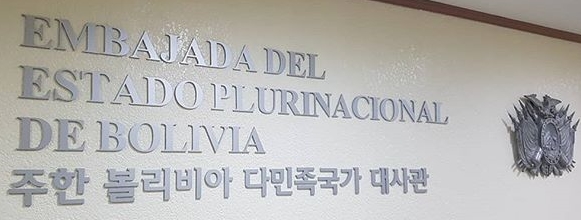 EMBAJADA DEL
ESTADO PLURINACIONAL
DE BOLIVIA
주한 볼리비아 다민족국가 대사관